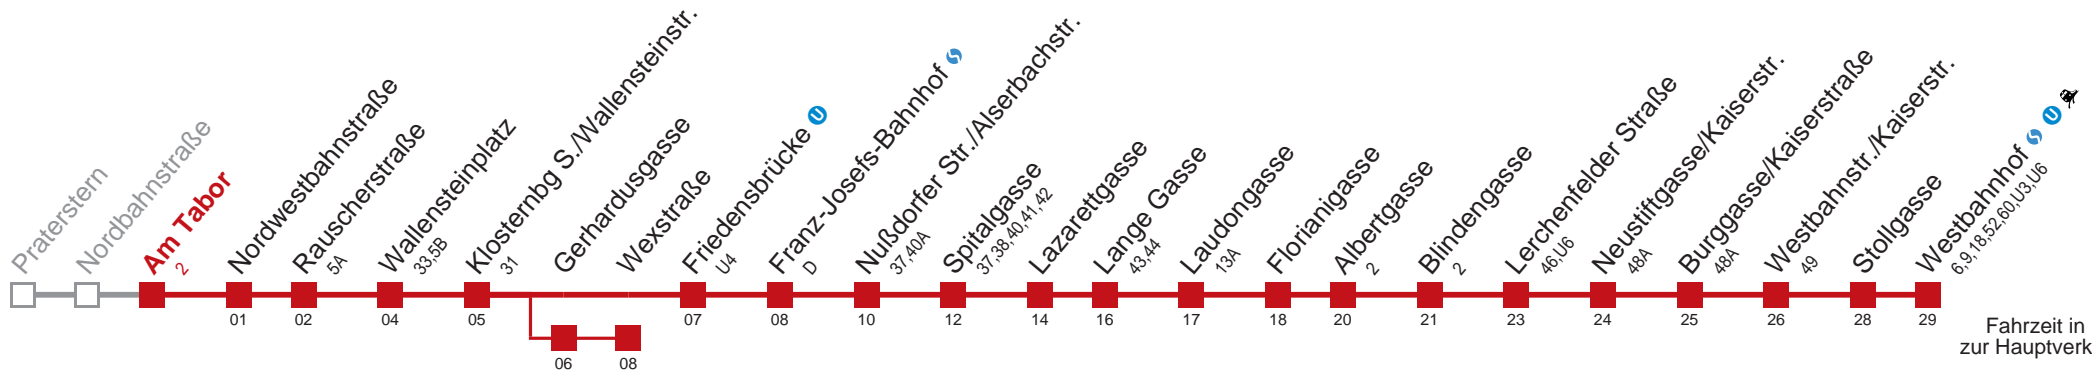 Praterstern
Nordbahnstraße
Am Tabor
2
Nordwestbahnstraße
01
Rauscherstraße
5A
02
Wallensteinplatz
33,5B
04
Klosternbg S./Wallensteinstr.
31
05
Gerhardusgasse
06
Wexstraße
08
Friedensbrücke U
U4
07
Franz-Josefs-Bahnhof S
D
08
Nußdorfer Str./Alserbachstr.
37,40A
10
Spitalgasse
37,38,40,41,42
12
Lazarettgasse
14
Lange Gasse
43,44
16
Laudongasse
13A
17
Florianigasse
18
Albertgasse
2
20
Blindengasse
2
21
Lerchenfelder Straße
46,U6
23
Neustiftgasse/Kaiserstr.
48A
24
Burggasse/Kaiserstraße
48A
25
Westbahnstr./Kaiserstr.
49
26
Stollgasse
28
Westbahnhof S U
6,9,18,52,60,U3,U6
29
Fahrzeit in
zur Hauptverk